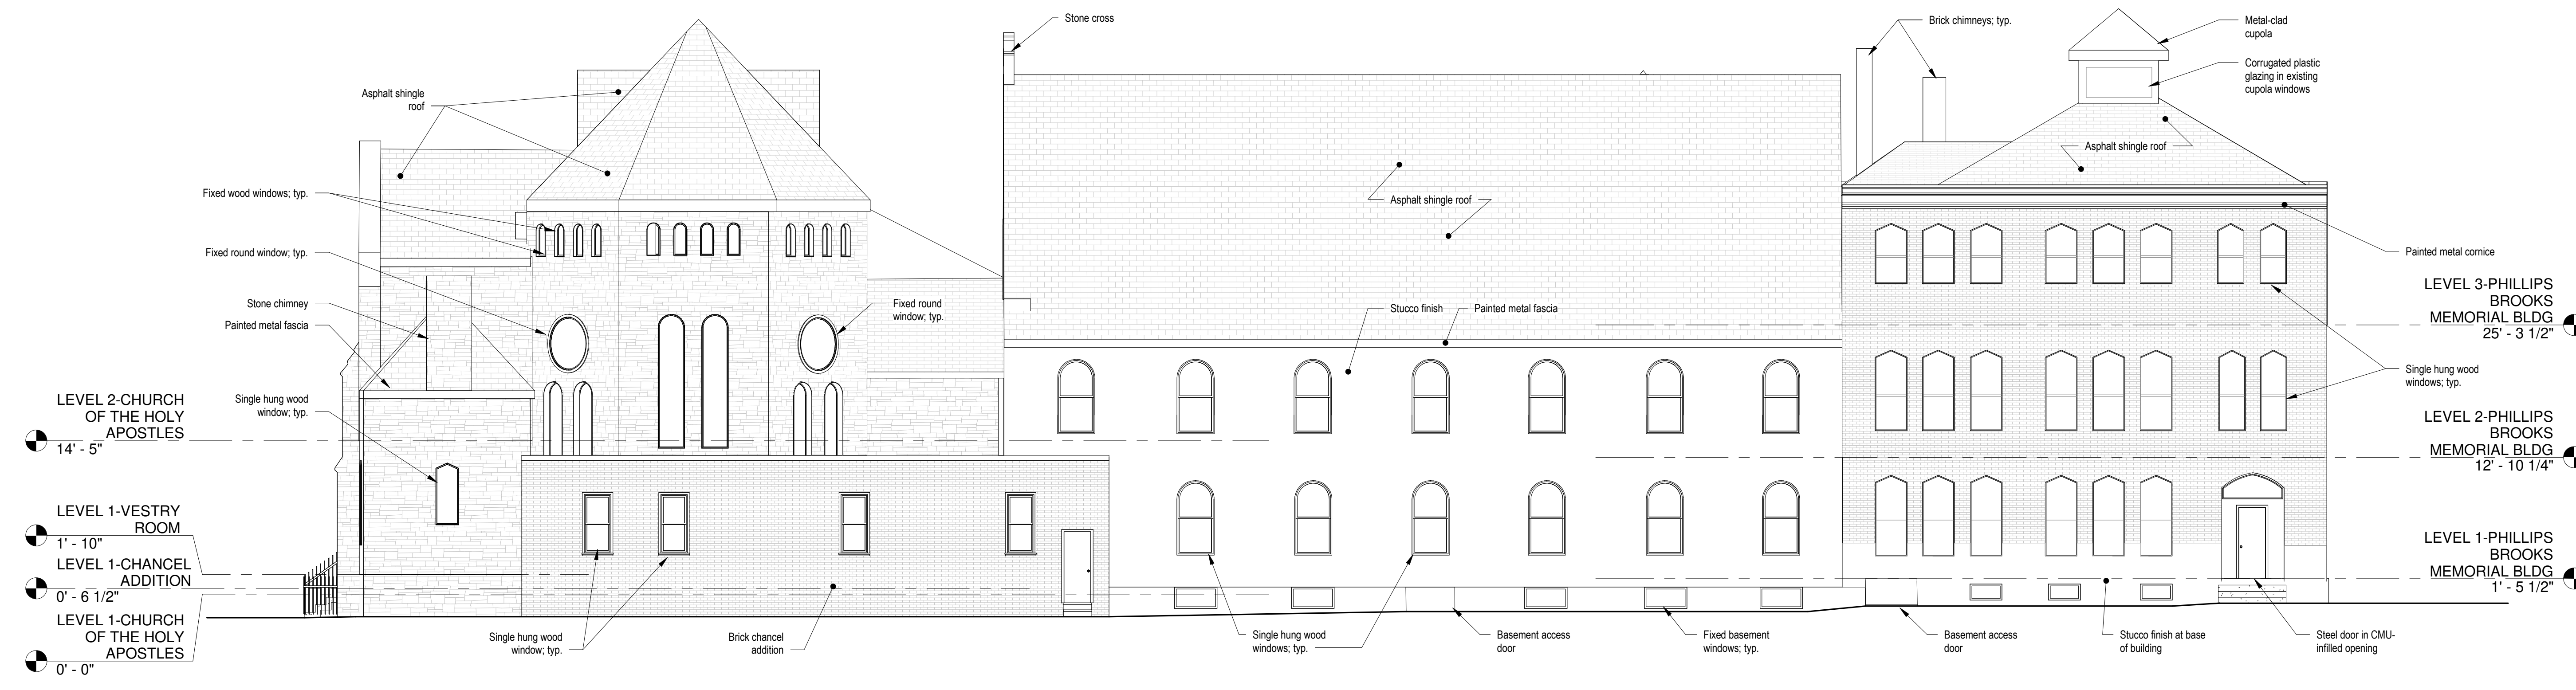 Stone cross
Brick chimneys; typ.
Metal-clad
cupola
Corrugated plastic
glazing in existing
cupola windows
Asphalt shingle
roof
Asphalt shingle roof
Fixed wood windows; typ.
Asphalt shingle roof
Fixed round window; typ.
Painted metal cornice
Stone chimney
Fixed round
window; typ.
Stucco finish
Painted metal fascia
LEVEL 3-PHILLIPS
BROOKS
MEMORIAL BLDG
25' - 3 1/2"
Painted metal fascia
Single hung wood
windows; typ.
LEVEL 2-CHURCH
OF THE HOLY
APOSTLES
14' - 5"
Single hung wood
window; typ.
LEVEL 2-PHILLIPS
BROOKS
MEMORIAL BLDG
12' - 10 1/4"
LEVEL 1-VESTRY
ROOM
1' - 10"
LEVEL 1-CHANCEL
ADDITION
0' - 6 1/2"
LEVEL 1-PHILLIPS
BROOKS
MEMORIAL BLDG
1' - 5 1/2"
LEVEL 1-CHURCH
OF THE HOLY
APOSTLES
0' - 0"
Single hung wood
window; typ.
Brick chancel
addition
Single hung wood
windows; typ.
Basement access
door
Fixed basement
windows; typ.
Basement access
door
Stucco finish at base
of building
Steel door in CMU-
infilled opening